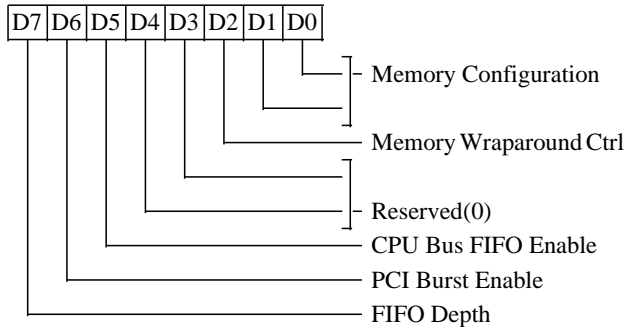 D7 D6 D5 D4 D3 D2 D1 D0
Memory Configuration
Memory Wraparound Ctrl
Reserved(0)
CPU Bus FIFO Enable
PCI Burst Enable
FIFO Depth